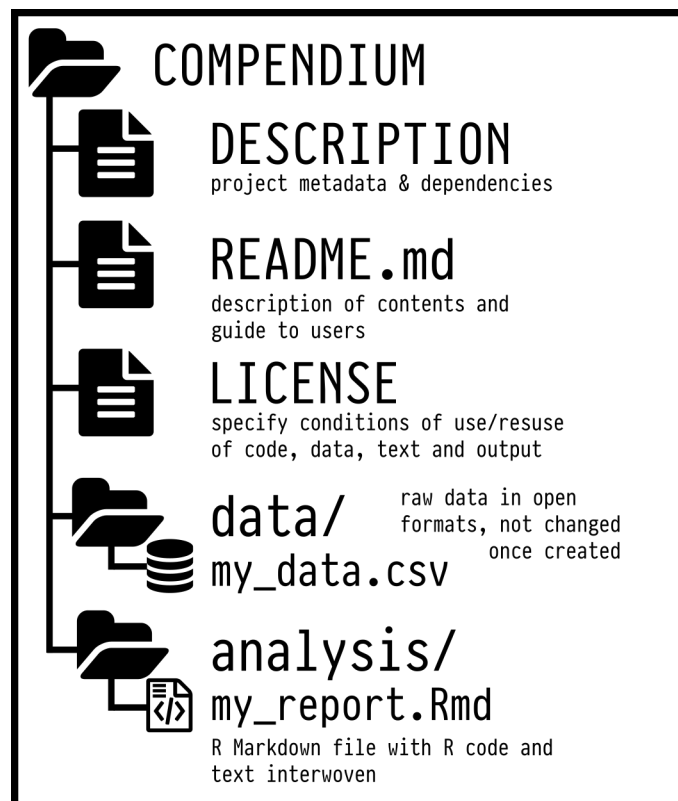 COMPENDIUM
DESCRIPTION
project metadata & dependencies
README.md
description of contents and
guide to users
LICENSE
specify conditions of use/resuse
of code, data, text and output
data/
raw data in open
formats, not changed
once created
my_data.csv
analysis/
my_report.Rmd
</>
R Markdown file with R code and
text interwoven